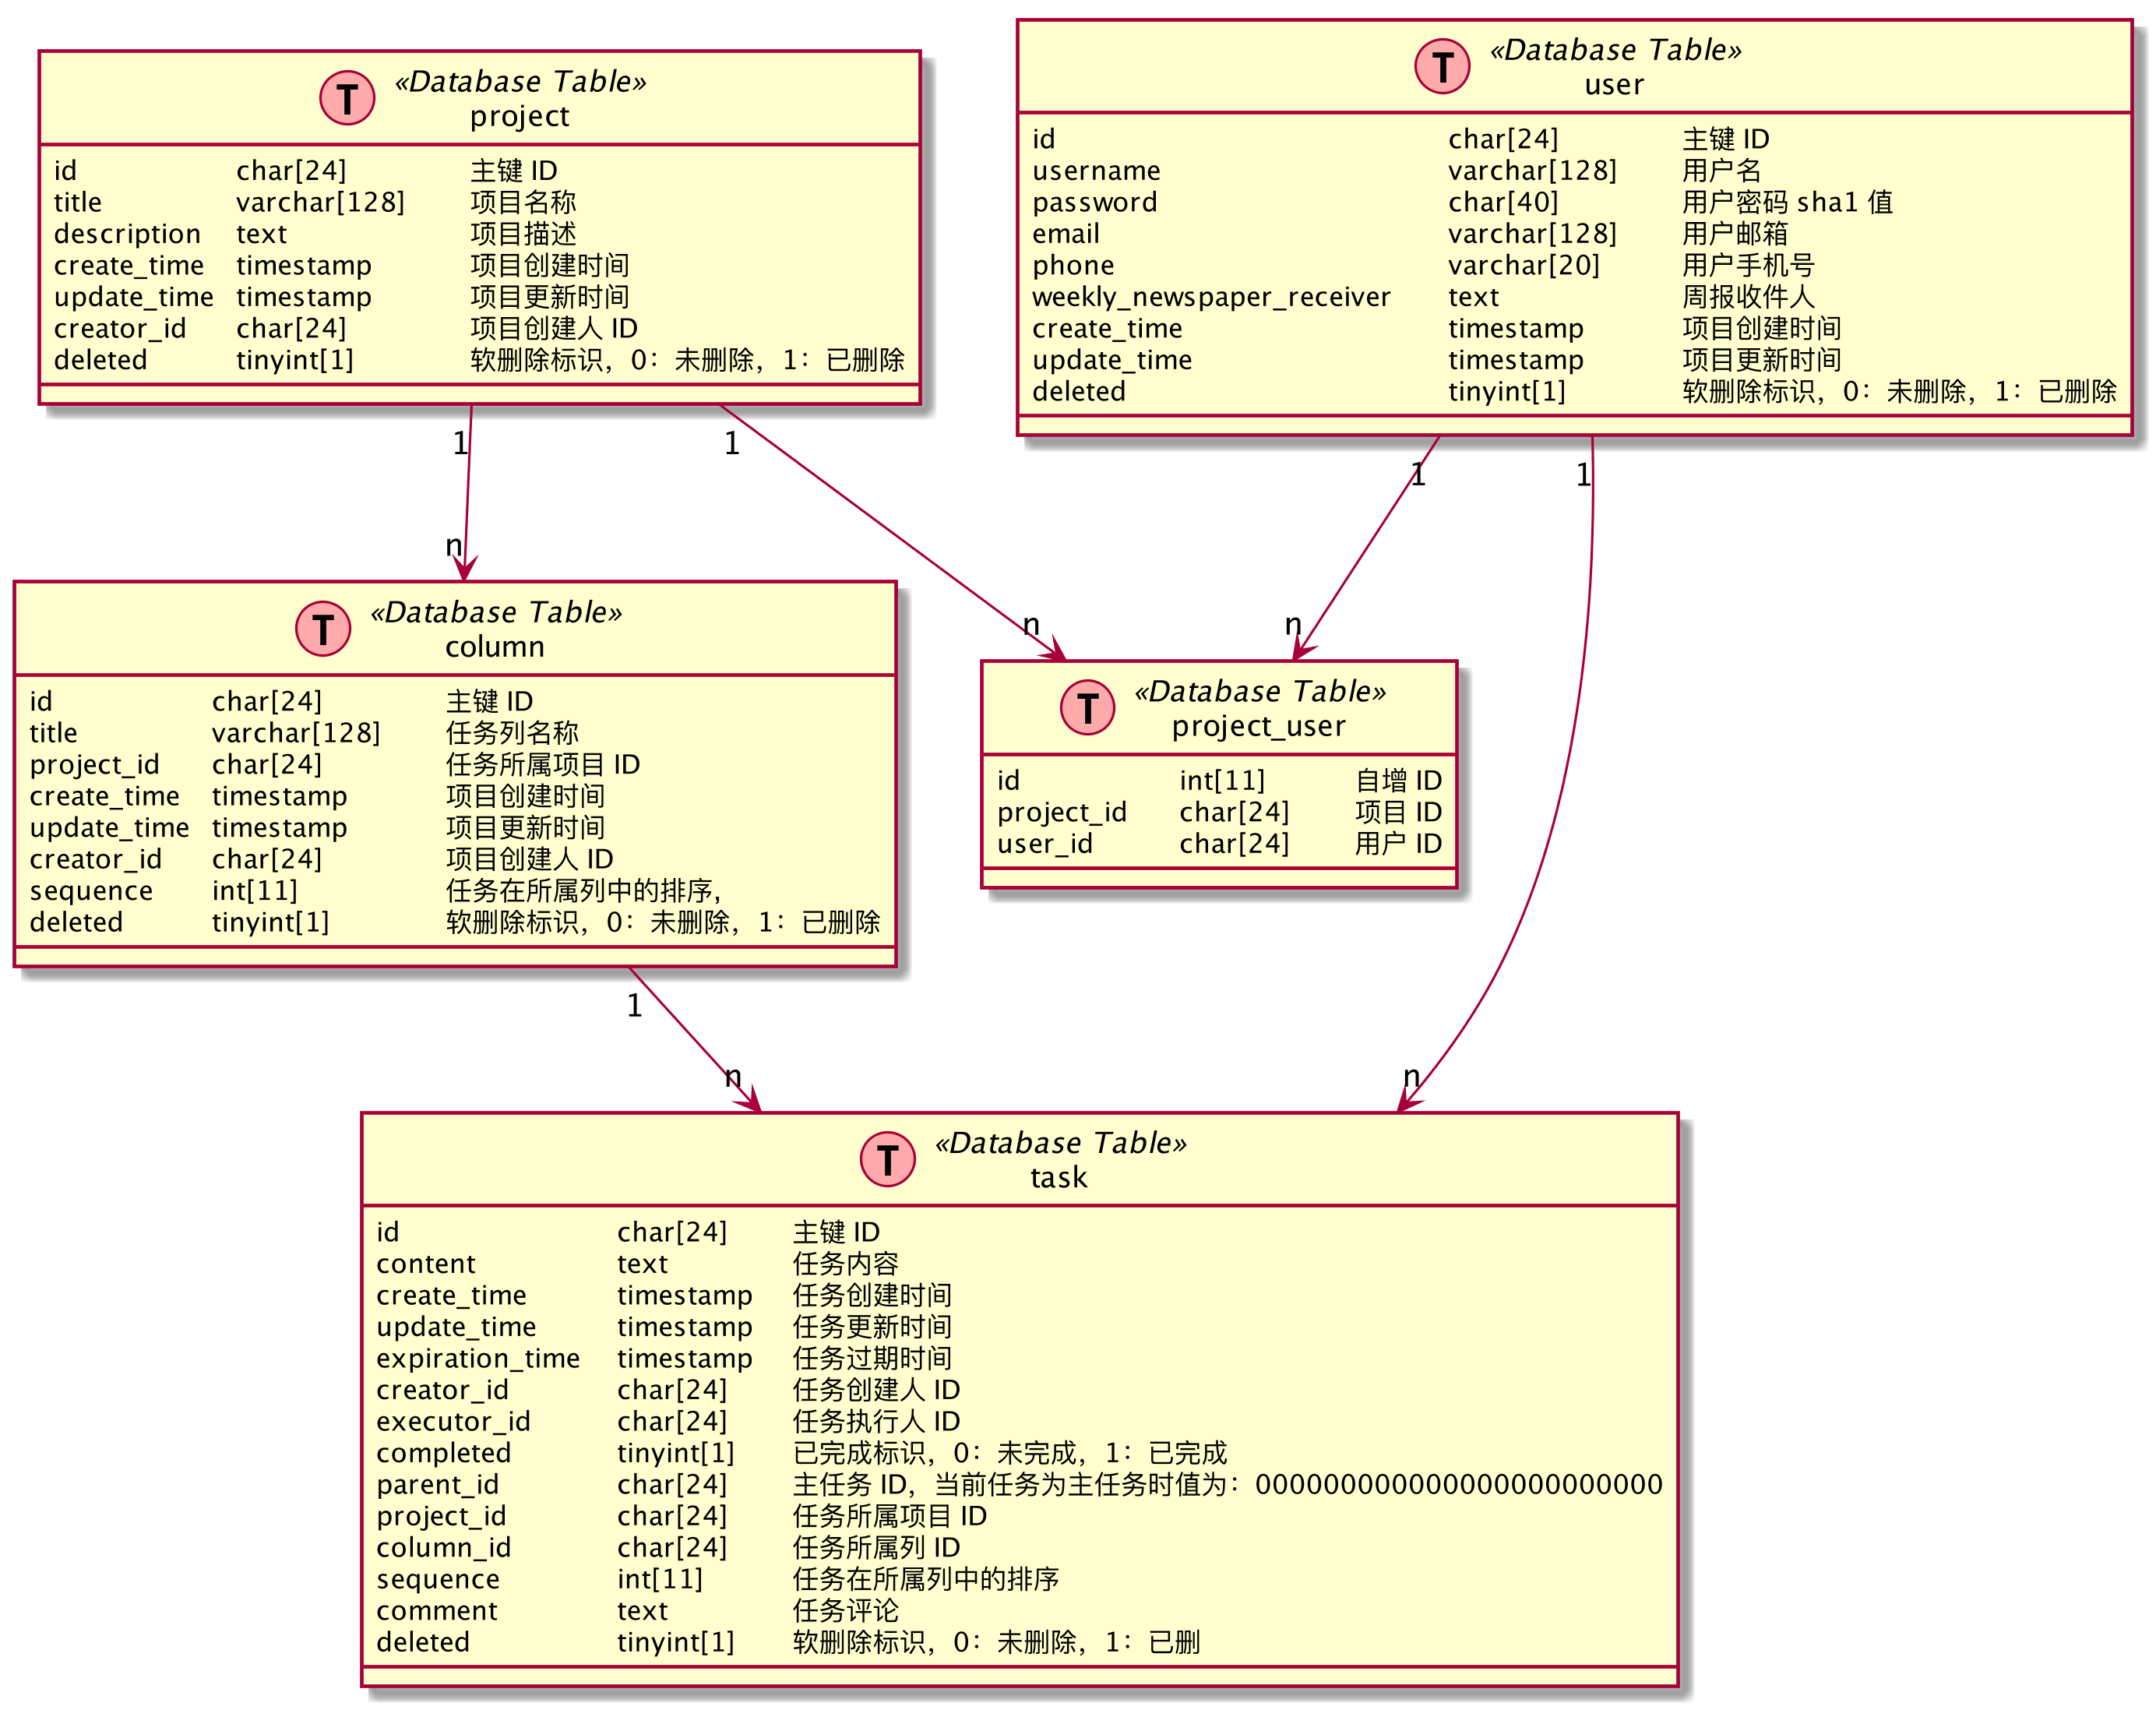 «Database Table»
T
project
id char[24] 主键 ID
title varchar[128] 项目名称
description text 项目描述
create_time timestamp 项目创建时间
update_time timestamp 项目更新时间
creator_id char[24] 项目创建人 ID
deleted tinyint[1] 软删除标识，0：未删除，1：已删除
«Database Table»
T
user
id char[24] 主键 ID
username varchar[128] 用户名
password char[40] 用户密码 sha1 值
email varchar[128] 用户邮箱
phone varchar[20] 用户手机号
weekly_newspaper_receiver text 周报收件人
create_time timestamp 项目创建时间
update_time timestamp 项目更新时间
deleted tinyint[1] 软删除标识，0：未删除，1：已删除
1
1
1
1
n
n
n
«Database Table»
T
column
id char[24] 主键 ID
title varchar[128] 任务列名称
project_id char[24] 任务所属项目 ID
create_time timestamp 项目创建时间
update_time timestamp 项目更新时间
creator_id char[24] 项目创建人 ID
sequence int[11] 任务在所属列中的排序，
deleted tinyint[1] 软删除标识，0：未删除，1：已删除
«Database Table»
T
project_user
id int[11] 自增 ID
project_id char[24] 项目 ID
user_id char[24] 用户 ID
1
n
n
«Database Table»
T
task
id char[24] 主键 ID
content text 任务内容
create_time timestamp 任务创建时间
update_time timestamp 任务更新时间
expiration_time timestamp 任务过期时间
creator_id char[24] 任务创建人 ID
executor_id char[24] 任务执行人 ID
completed tinyint[1] 已完成标识，0：未完成，1：已完成
parent_id char[24] 主任务 ID，当前任务为主任务时值为：000000000000000000000000
project_id char[24] 任务所属项目 ID
column_id char[24] 任务所属列 ID
sequence int[11] 任务在所属列中的排序
comment text 任务评论
deleted tinyint[1] 软删除标识，0：未删除，1：已删